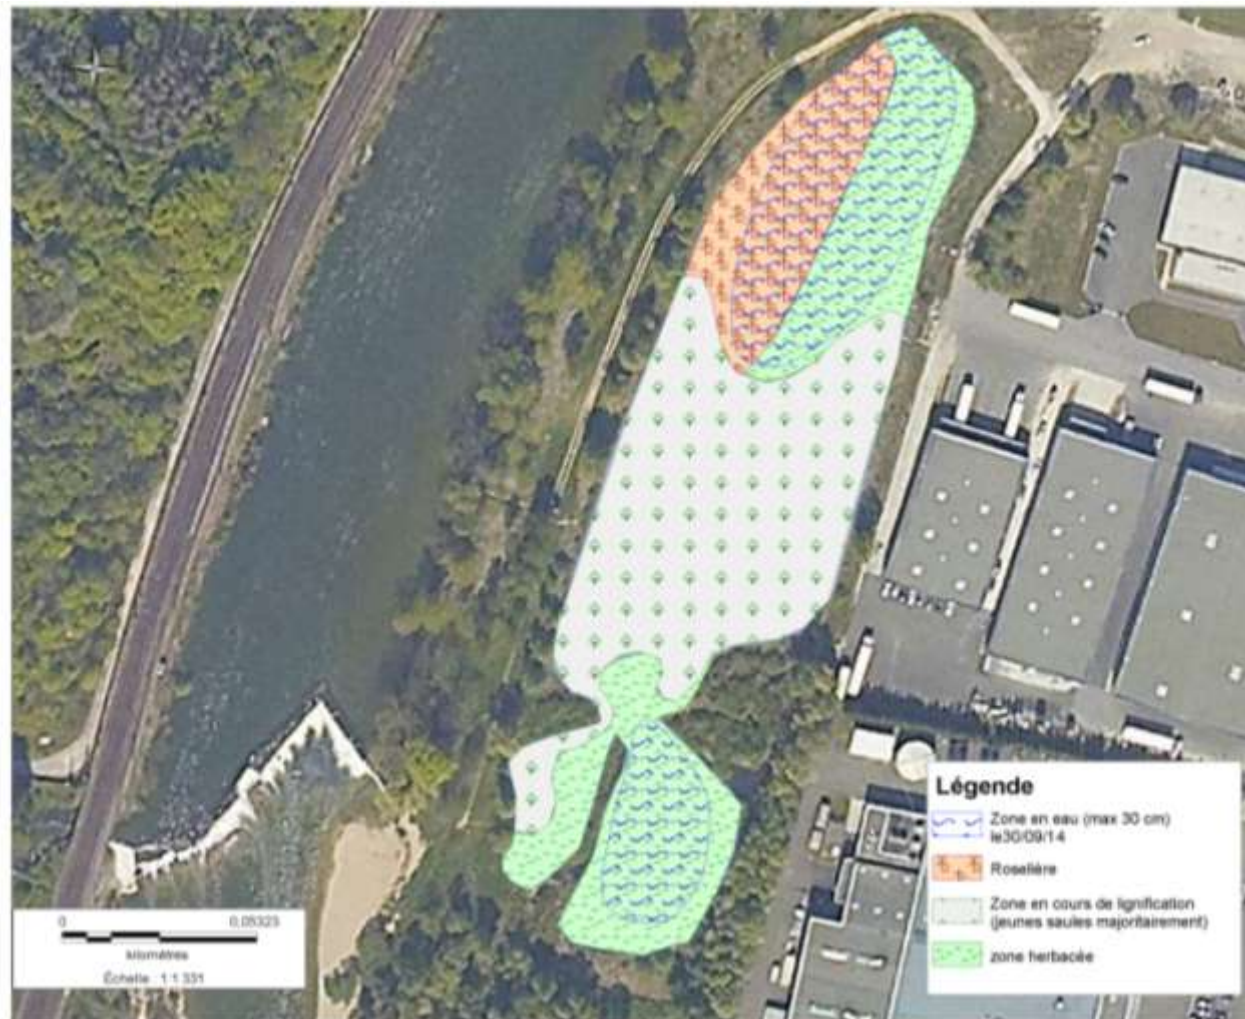 Légende
Zone en eau (max 30 cm)
le30/09/14
Roselière
Zone en cours de lignification
(jeunes saules majoritairement)
zone herbacée
0 0,05323
kilomètres
Échelle : 1:1 331